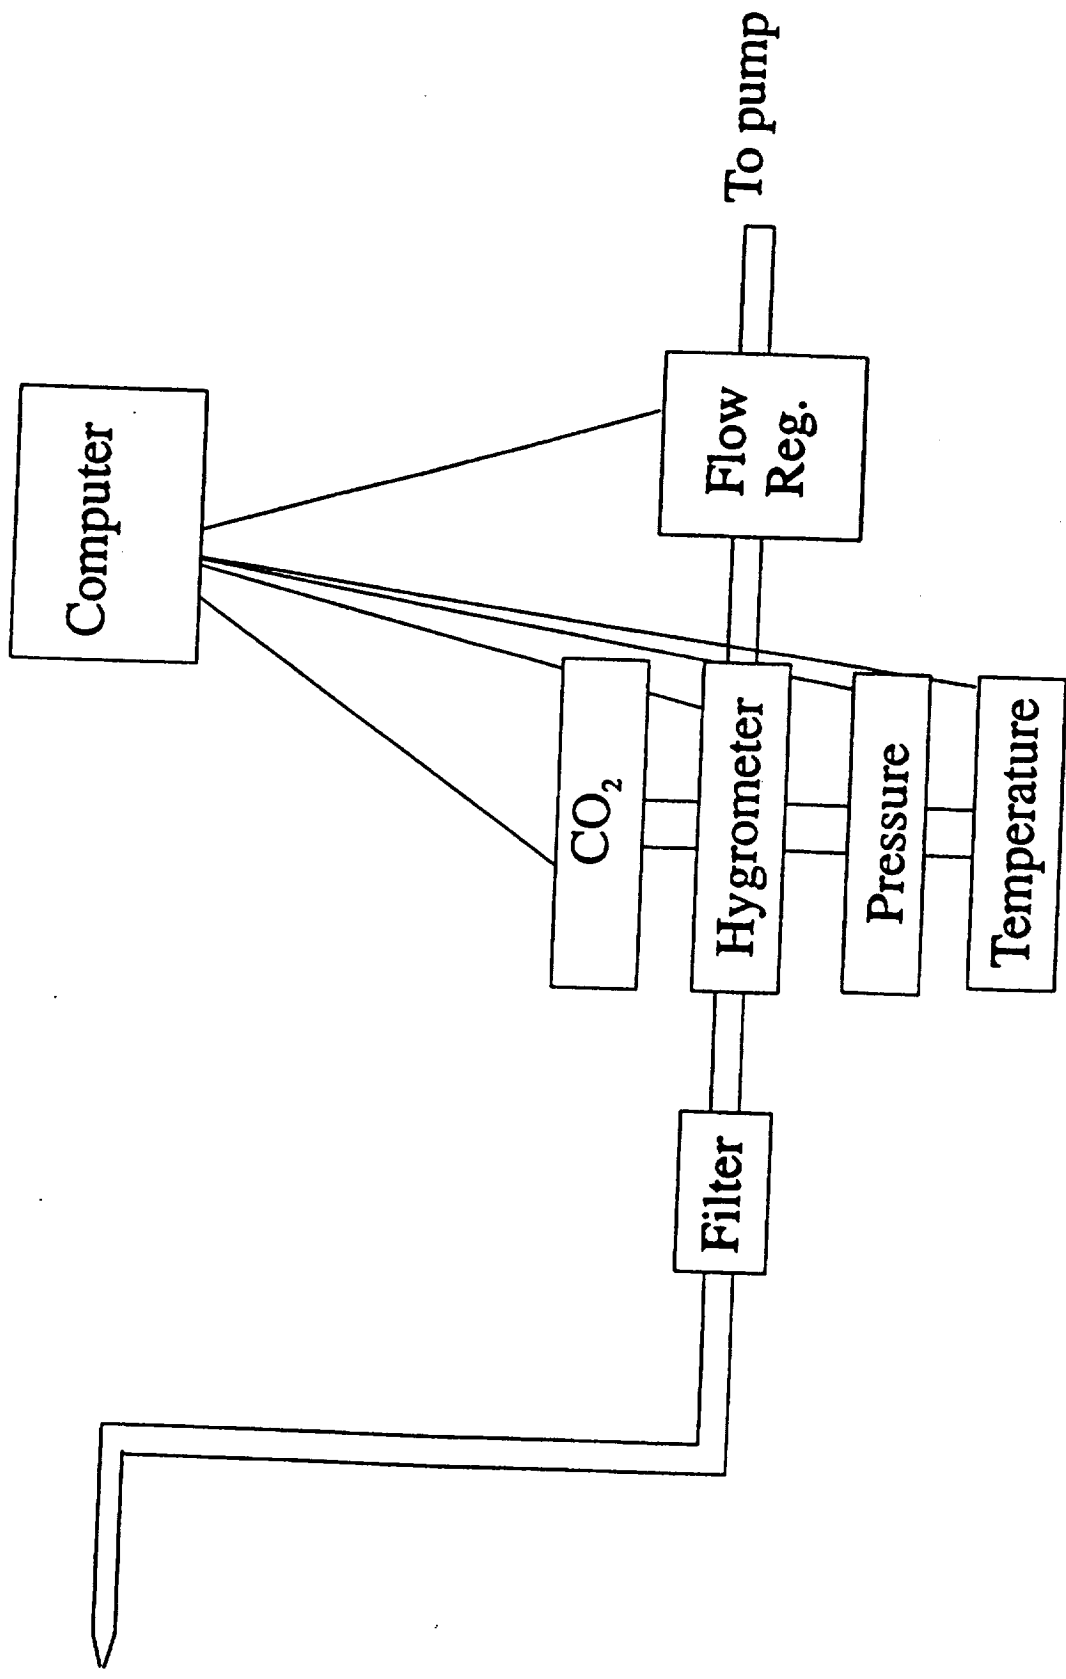 Computer
CO₂
Hygrometer
Pressure
Temperature
Filter
Flow
Reg.
To pump